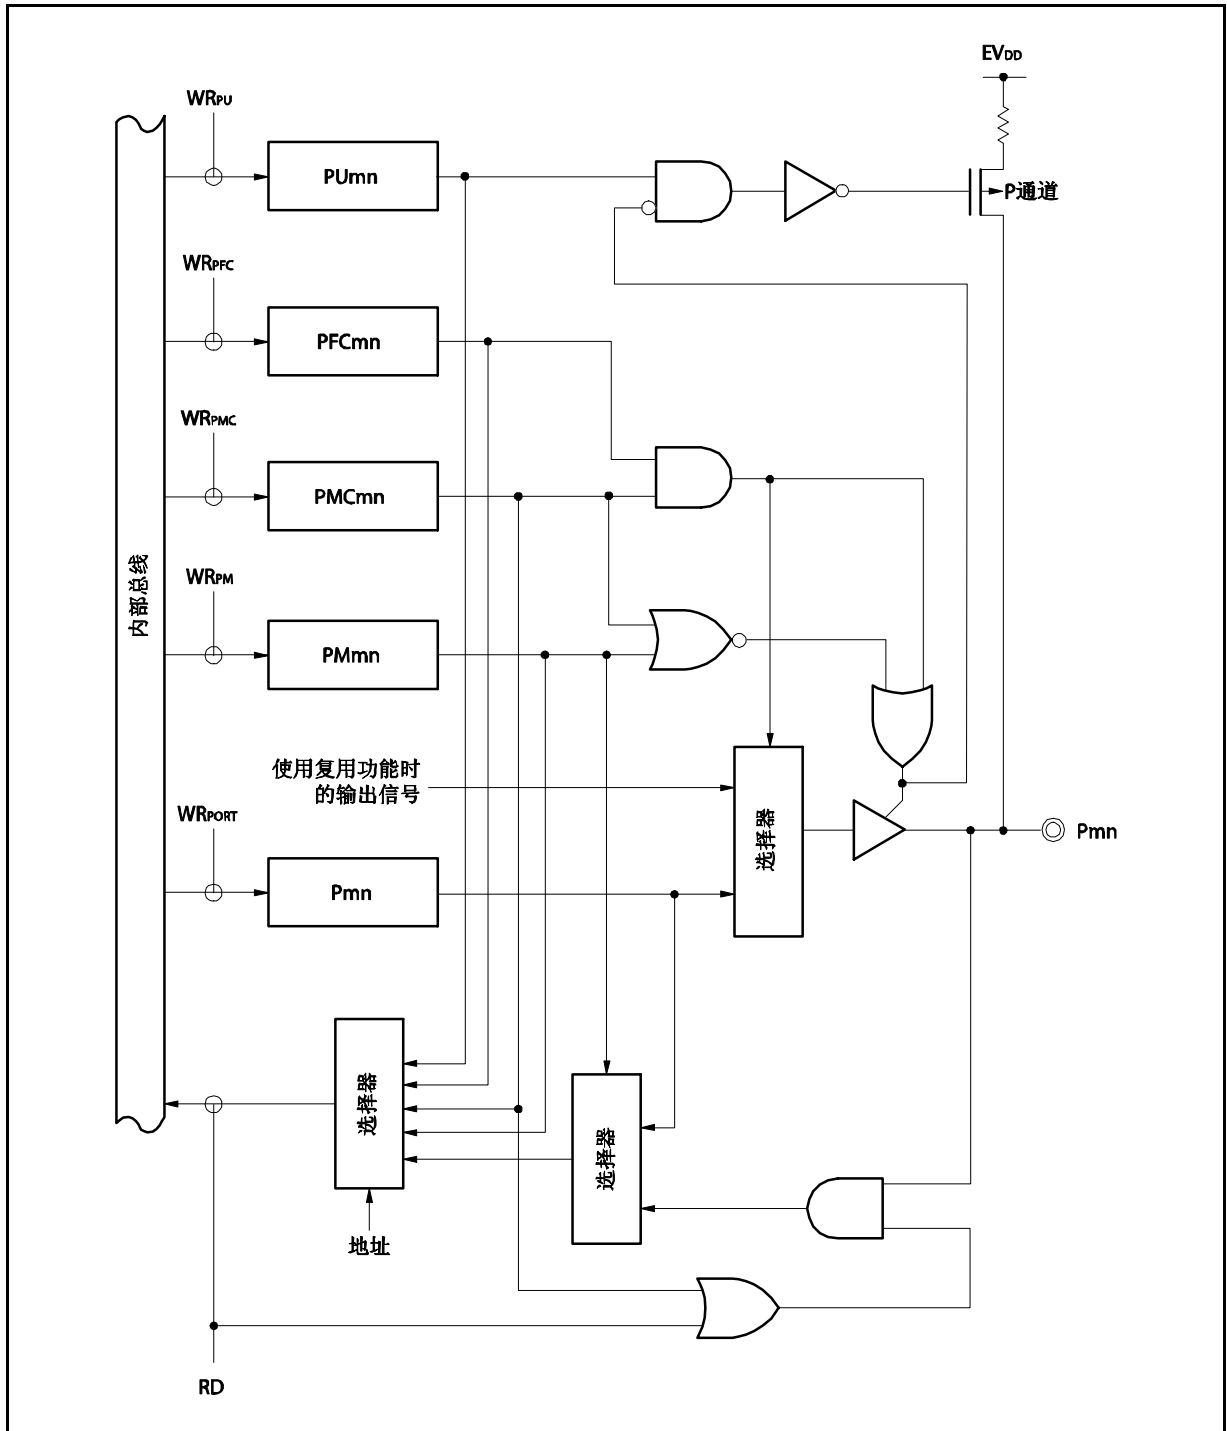 EVDD
WRPU
PUmn
P通道
WRPFC
PFCmn
WRPMC
PMCmn
内部总线
WRPM
PMmn
使用复用功能时
的输出信号
WRPORT
选择器
Pmn
Pmn
选择器
选择器
地址
RD